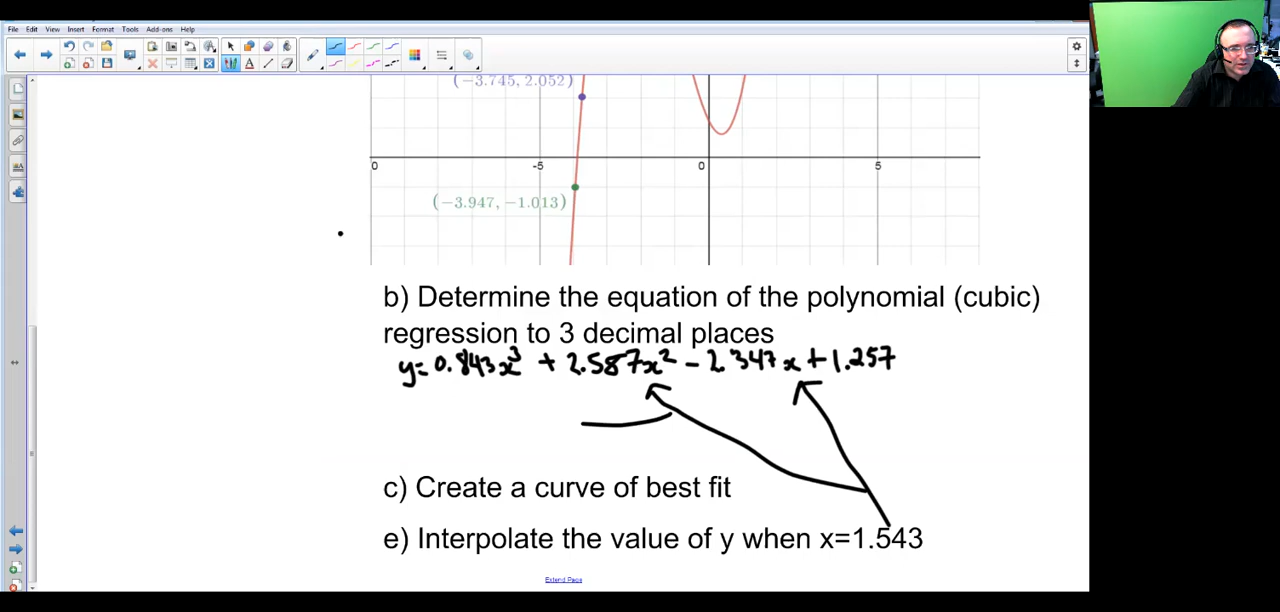 File Edit View Insert Format Tools Add-ons Help
(−3.745, 2.052)
0 -5 0 5
(−3.947, −1.013)
b) Determine the equation of the polynomial (cubic)
regression to 3 decimal places
y=0.843x³ + 2.587x² − 2.347x + 1.257
c) Create a curve of best fit
e) Interpolate the value of y when x=1.543
Extend Page